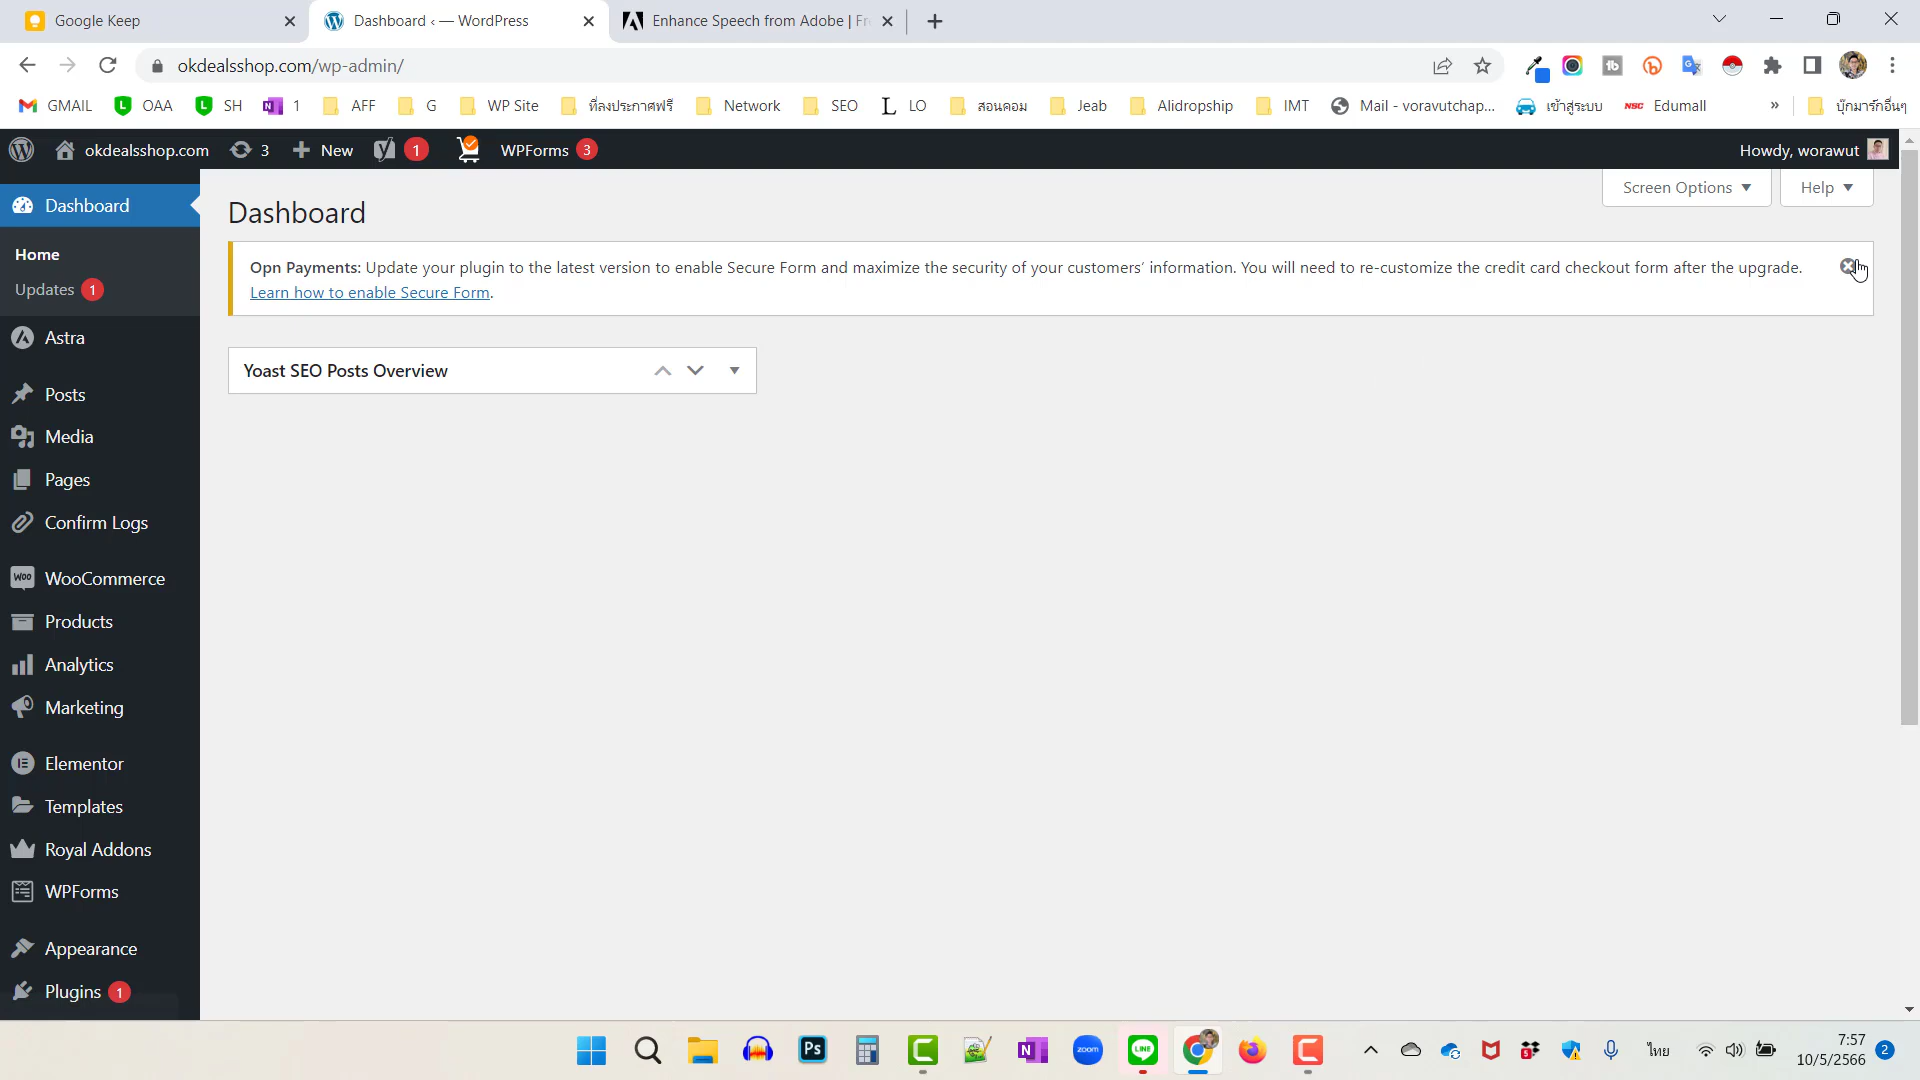 Google Keep
Dashboard ‹ — WordPress
Enhance Speech from Adobe | Fr
okdealsshop.com/wp-admin/
GMAIL
OAA
SH
1
AFF
G
WP Site
ที่ลงประกาศฟรี
Network
SEO
LO
สอนคอม
Jeab
Alidropship
IMT
Mail - voravutchap...
เข้าสู่ระบบ
NSC
Edumall
»
บุ๊กมาร์กอื่นๆ
okdealsshop.com
3
New
1
WPForms 3
Howdy, worawut
Screen Options
Help
Dashboard
Home
Updates 1
Astra
Posts
Media
Pages
Confirm Logs
WooCommerce
Products
Analytics
Marketing
Elementor
Templates
Royal Addons
WPForms
Appearance
Plugins 1
Dashboard
Opn Payments: Update your plugin to the latest version to enable Secure Form and maximize the security of your customers' information. You will need to re-customize the credit card checkout form after the upgrade.
Learn how to enable Secure Form.
Yoast SEO Posts Overview
Ps
zoom
LINE
ไทย
7:57
10/5/2566
2